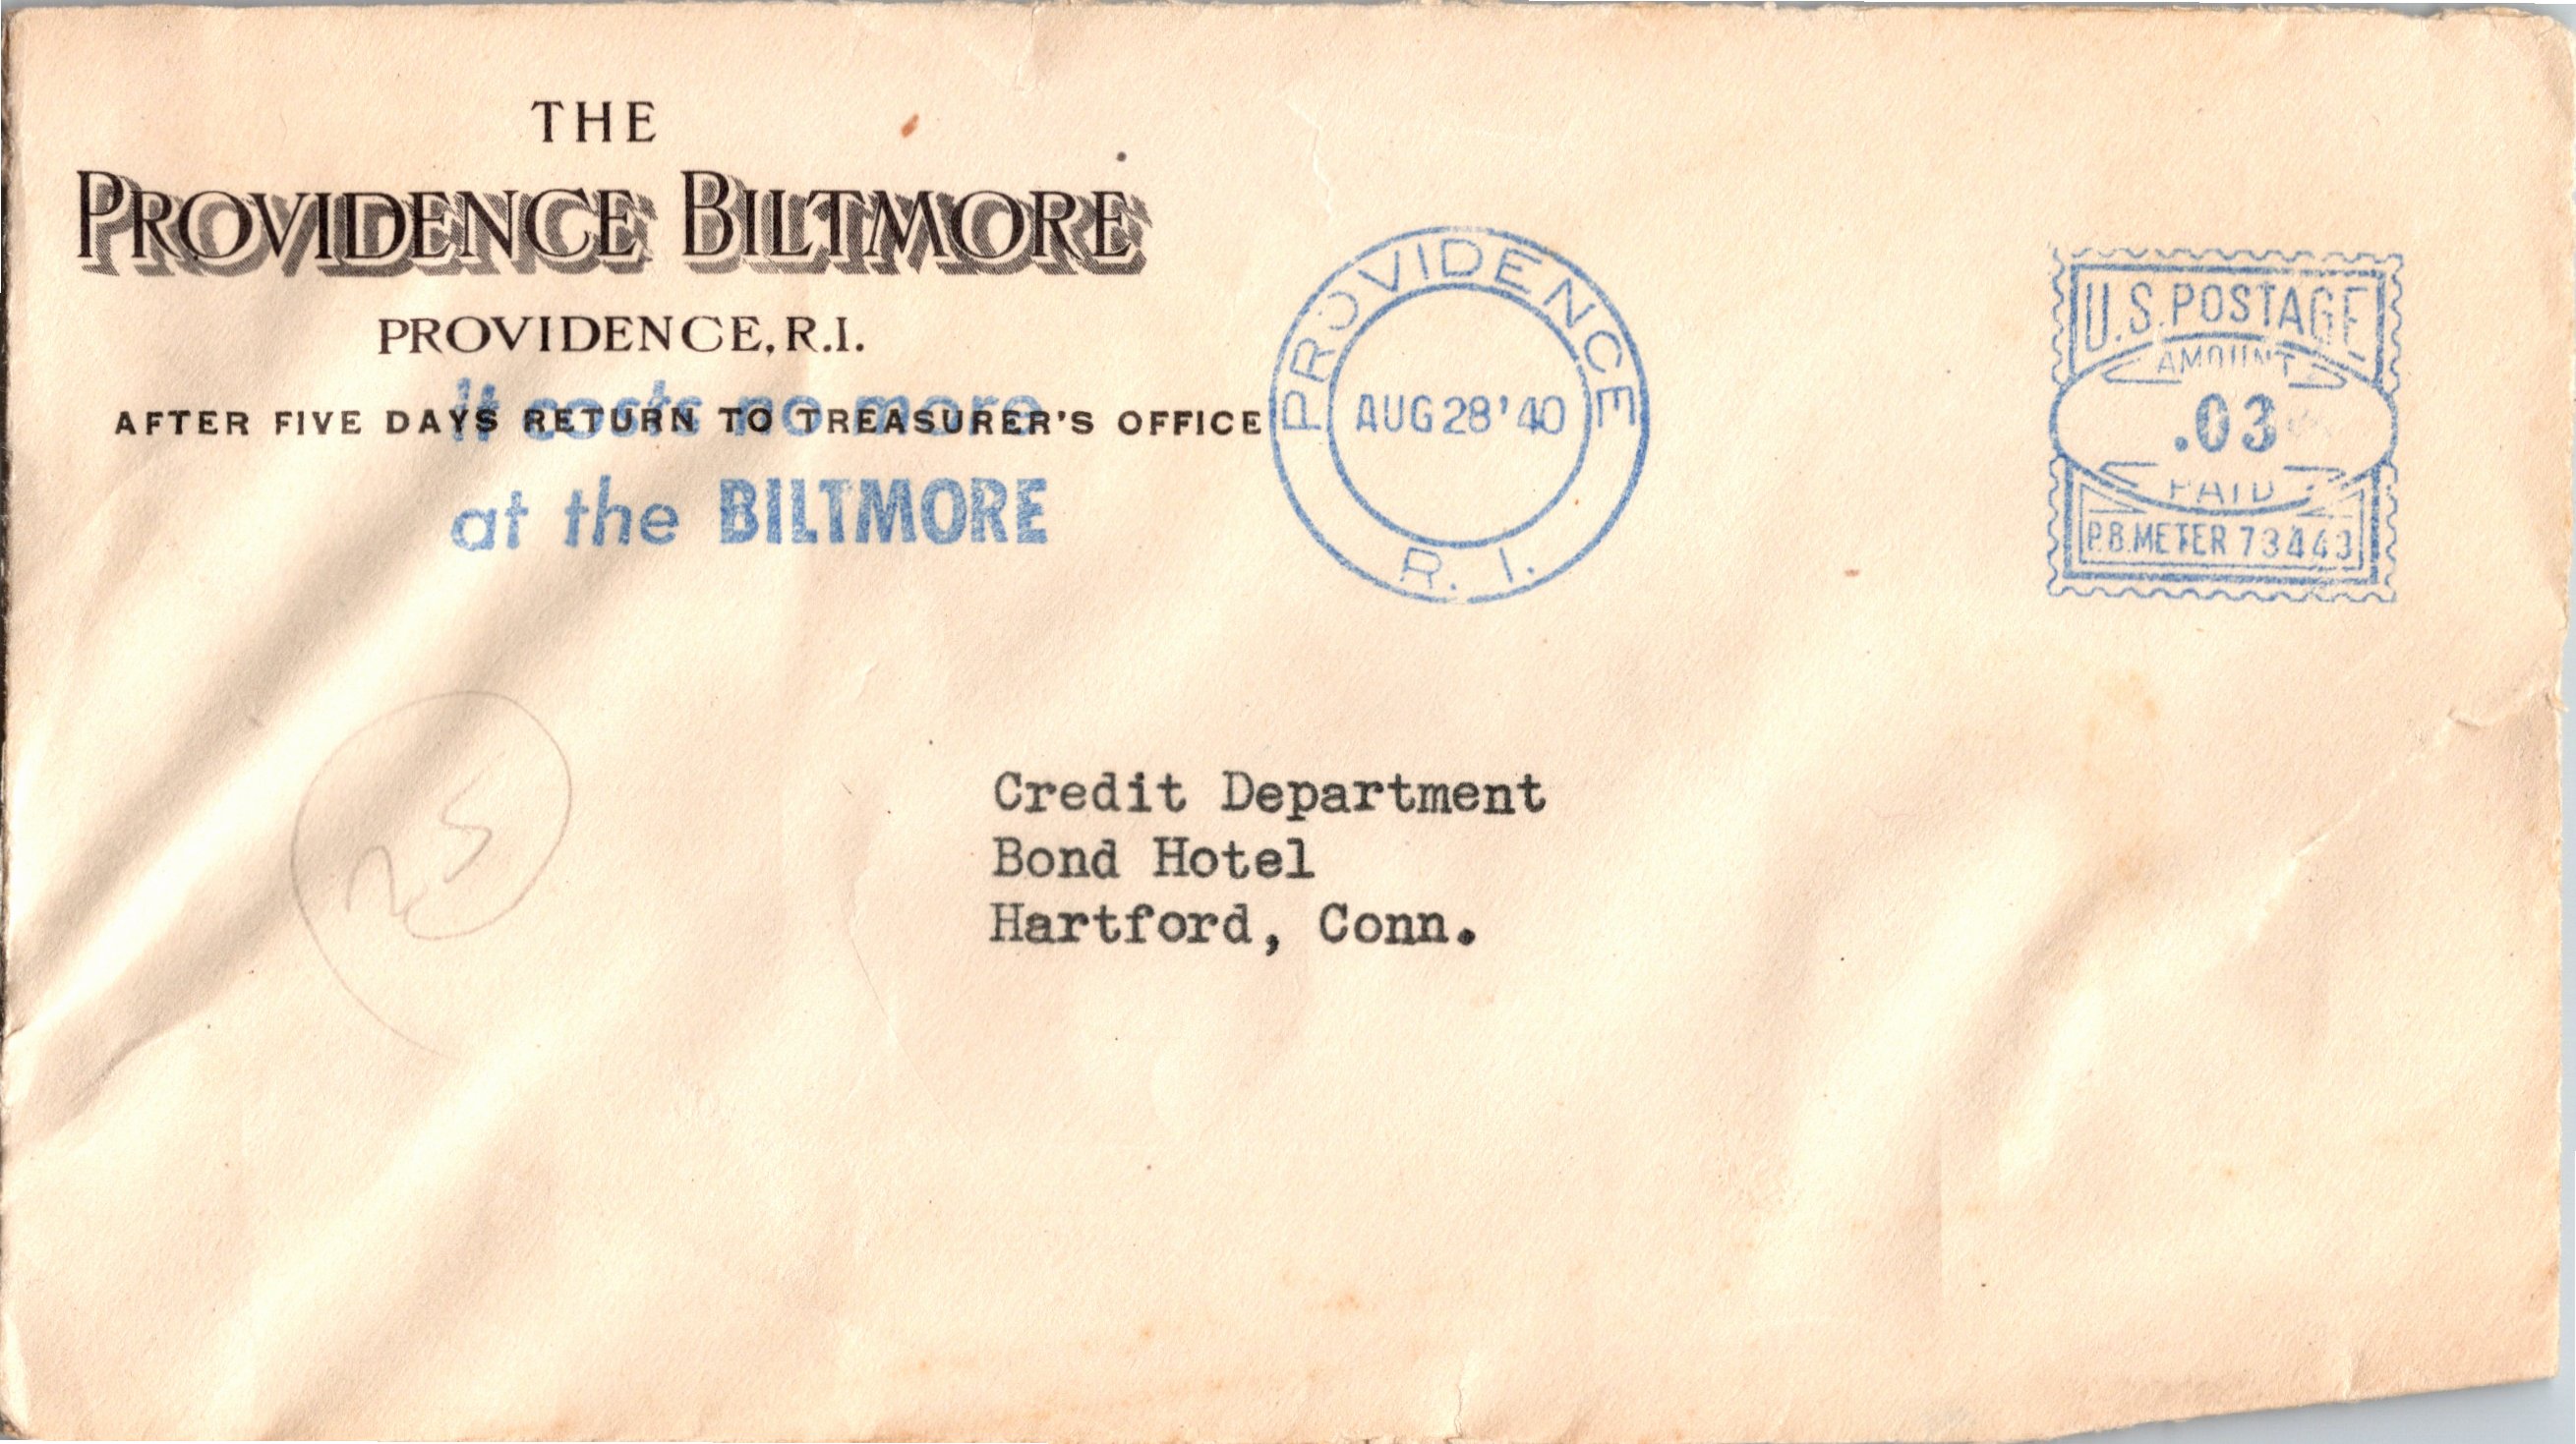 THE
PROVIDENCE BILTMORE
PROVIDENCE, R.I.
It costs no more
AFTER FIVE DAYS RETURN TO TREASURER'S OFFICE
at the BILTMORE
PROVIDENCE
AUG 28 '40
R. I.
U.S. POSTAGE
AMOUNT
.03
PAID
P.B. METER 73443
Credit Department
Bond Hotel
Hartford, Conn.